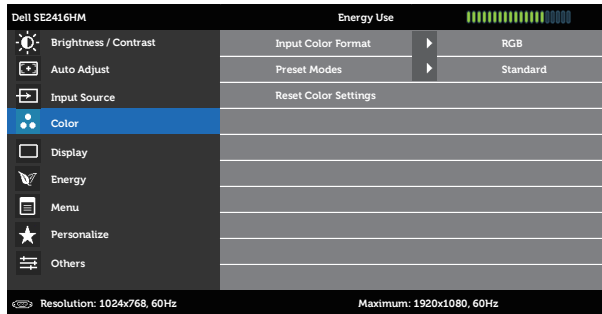 Dell SE2416HM Energy Use
Brightness / Contrast Input Color Format RGB
Auto Adjust Preset Modes Standard
Input Source Reset Color Settings
Color
Display
Energy
Menu
Personalize
Others
Resolution: 1024x768, 60Hz Maximum: 1920x1080, 60Hz